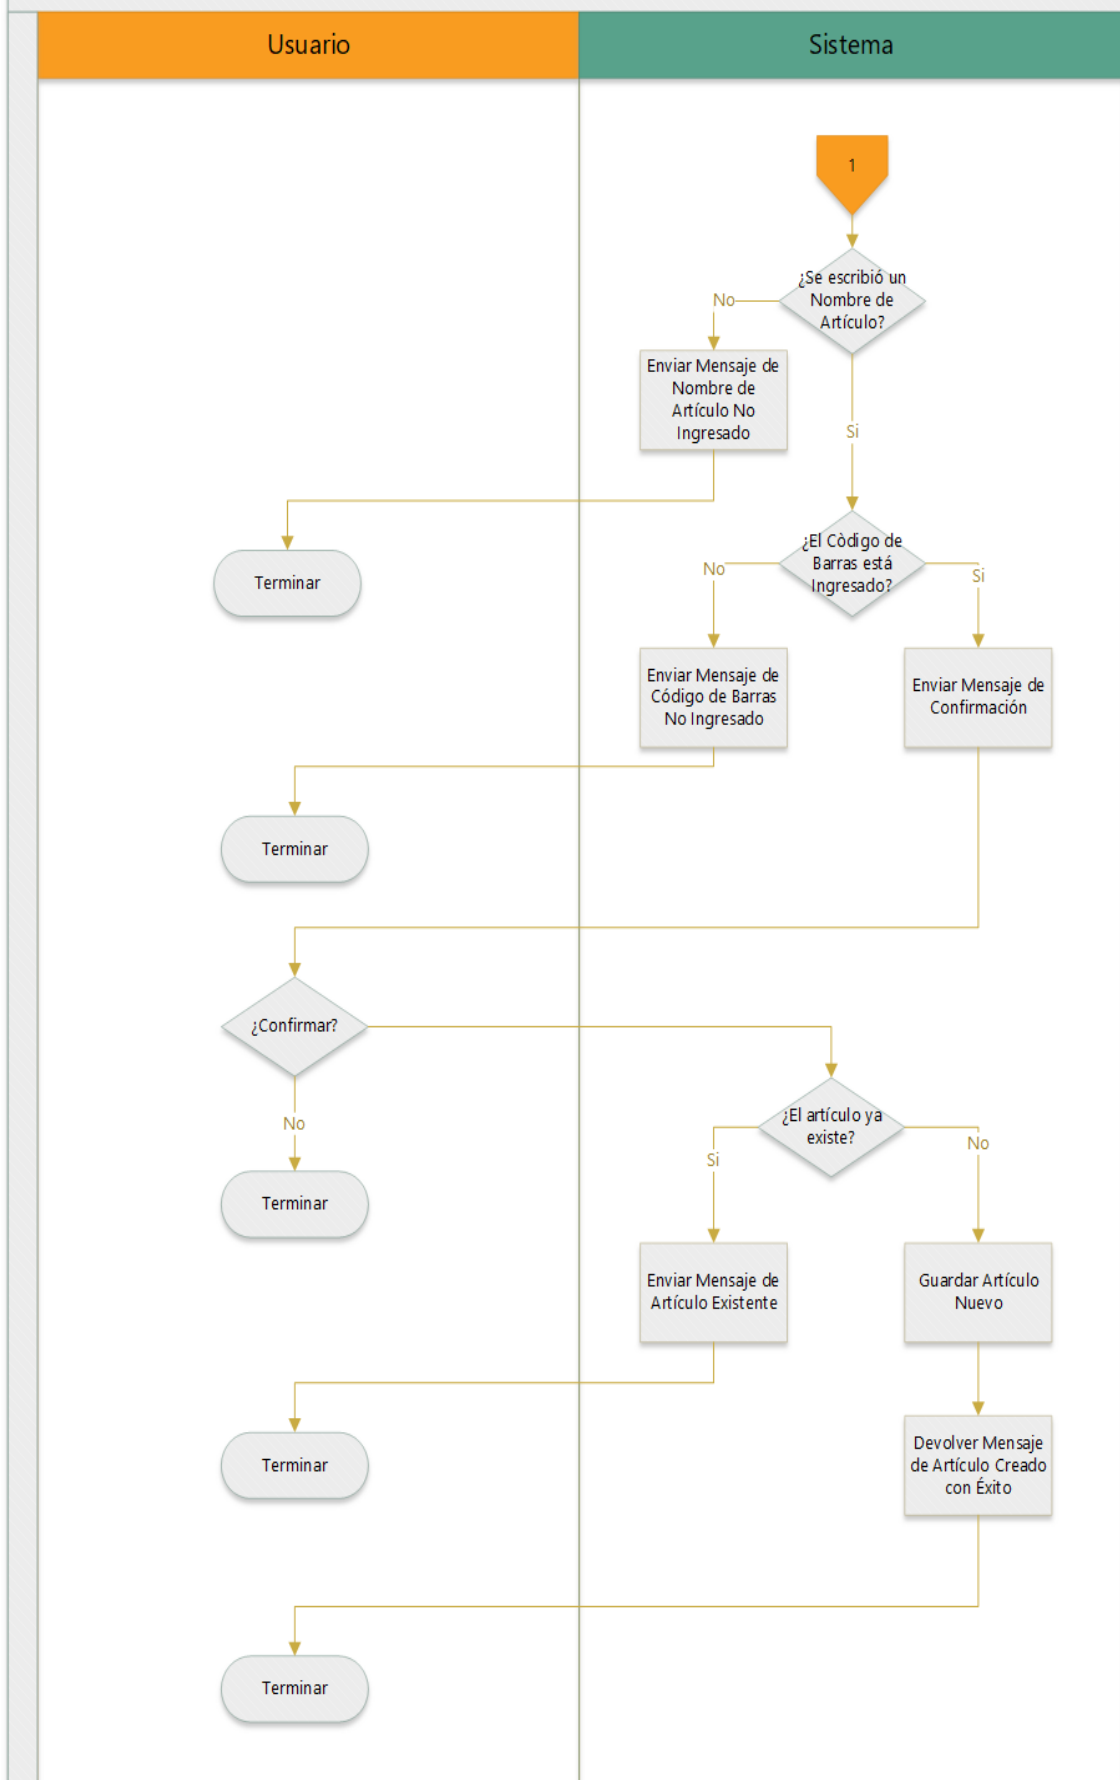 Usuario
Sistema
1
¿Se escribió un
Nombre de
Artículo?
No
Enviar Mensaje de
Nombre de
Artículo No
Ingresado
Si
Terminar
¿El Còdigo de
Barras está
Ingresado?
No
Si
Enviar Mensaje de
Código de Barras
No Ingresado
Enviar Mensaje de
Confirmación
Terminar
¿Confirmar?
No
Terminar
¿El artículo ya
existe?
Si
No
Enviar Mensaje de
Artículo Existente
Guardar Artículo
Nuevo
Terminar
Devolver Mensaje
de Artículo Creado
con Éxito
Terminar